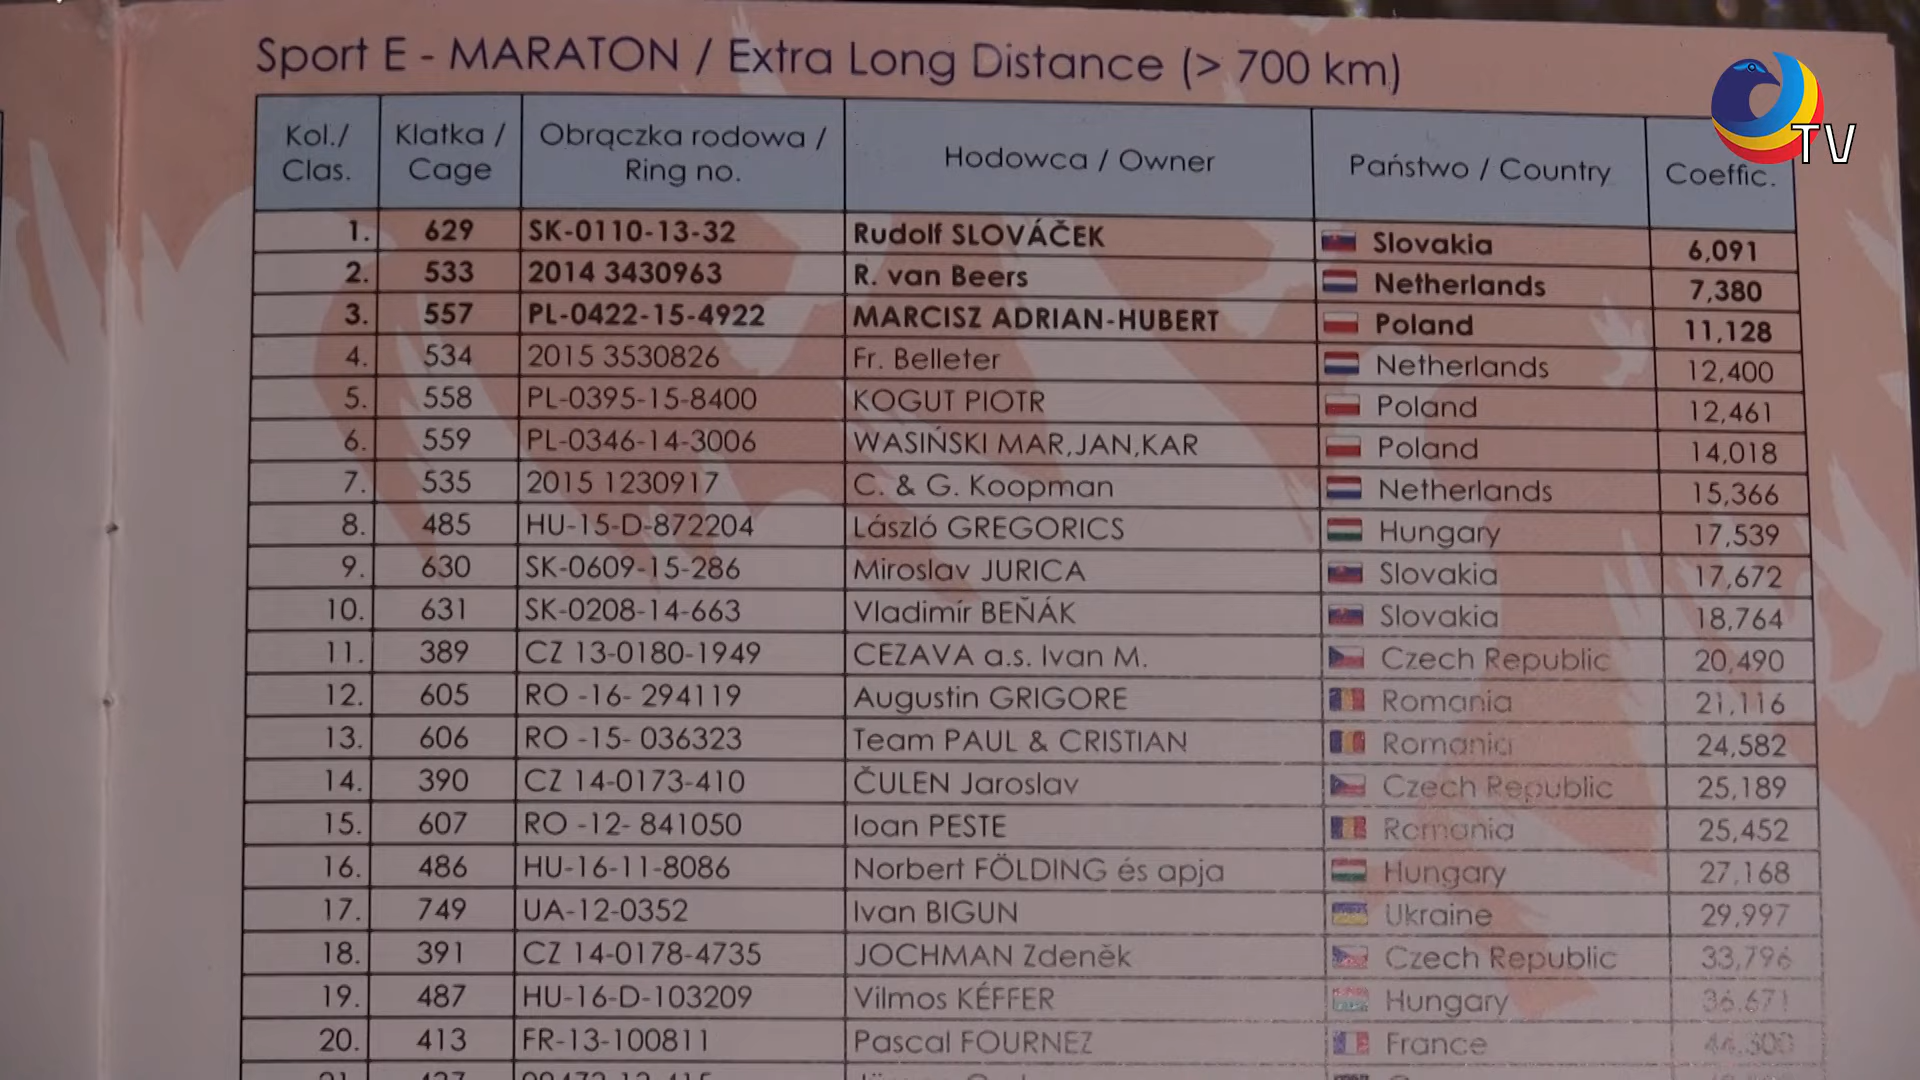 Sport E - MARATON / Extra Long Distance (> 700 km)
TV
Kol./ Clas. Klatka / Cage Obrączka rodowa / Ring no. Hodowca / Owner Państwo / Country Coeffic.
1. 629 SK-0110-13-32 Rudolf SLOVÁČEK Slovakia 6,091
2. 533 2014 3430963 R. van Beers Netherlands 7,380
3. 557 PL-0422-15-4922 MARCISZ ADRIAN-HUBERT Poland 11,128
4. 534 2015 3530826 Fr. Belleter Netherlands 12,400
5. 558 PL-0395-15-8400 KOGUT PIOTR Poland 12,461
6. 559 PL-0346-14-3006 WASIŃSKI MAR,JAN,KAR Poland 14,018
7. 535 2015 1230917 C. & G. Koopman Netherlands 15,366
8. 485 HU-15-D-872204 László GREGORICS Hungary 17,539
9. 630 SK-0609-15-286 Miroslav JURICA Slovakia 17,672
10. 631 SK-0208-14-663 Vladimír BEŇÁK Slovakia 18,764
11. 389 CZ 13-0180-1949 CEZAVA a.s. Ivan M. Czech Republic 20,490
12. 605 RO -16- 294119 Augustin GRIGORE Romania 21,116
13. 606 RO -15- 036323 Team PAUL & CRISTIAN Romania 24,582
14. 390 CZ 14-0173-410 ČULEN Jaroslav Czech Republic 25,189
15. 607 RO -12- 841050 Ioan PESTE Romania 25,452
16. 486 HU-16-11-8086 Norbert FÖLDING és apja Hungary 27,168
17. 749 UA-12-0352 Ivan BIGUN Ukraine 29,997
18. 391 CZ 14-0178-4735 JOCHMAN Zdeněk Czech Republic 33,796
19. 487 HU-16-D-103209 Vilmos KÉFFER Hungary 36,671
20. 413 FR-13-100811 Pascal FOURNEZ France 44,300